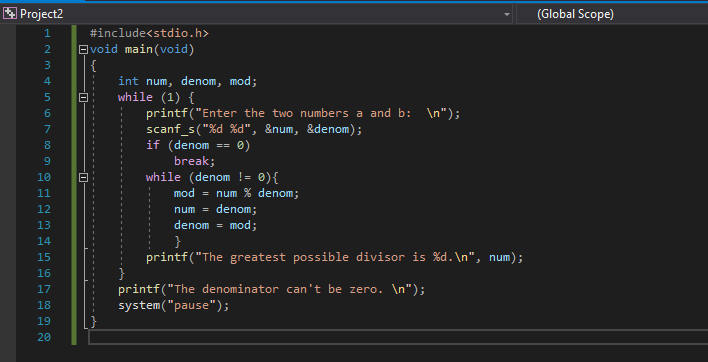 Project2 (Global Scope)
1 #include<stdio.h>
2 void main(void)
3 {
4 int num, denom, mod;
5 while (1) {
6 printf("Enter the two numbers a and b:  \n");
7 scanf_s("%d %d", &num, &denom);
8 if (denom == 0)
9 break;
10 while (denom != 0){
11 mod = num % denom;
12 num = denom;
13 denom = mod;
14 }
15 printf("The greatest possible divisor is %d.\n", num);
16 }
17 printf("The denominator can't be zero. \n");
18 system("pause");
19 }
20